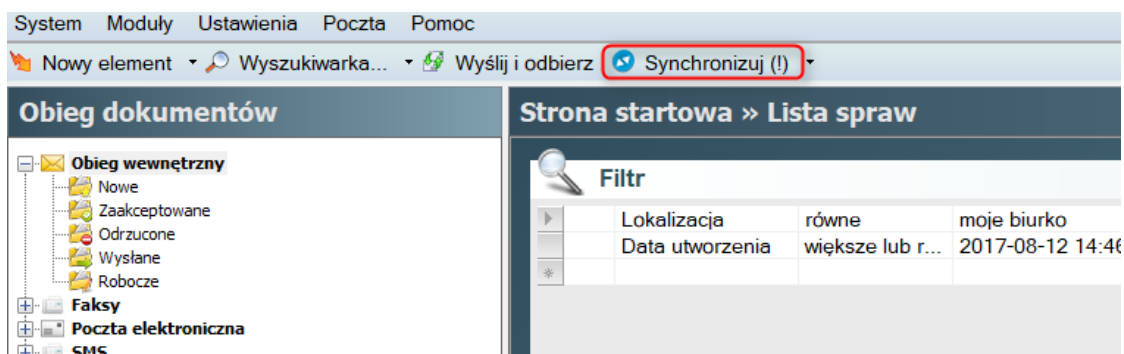 System Moduły Ustawienia Poczta Pomoc
Nowy element Wyszukiwarka... Wyślij i odbierz Synchronizuj (!)
Obieg dokumentów
Strona startowa » Lista spraw
Obieg wewnętrzny
Nowe
Zaakceptowane
Odrzucone
Wysłane
Robocze
Faksy
Poczta elektroniczna
SMS
Filtr
Lokalizacja równe moje biurko
Data utworzenia większe lub r... 2017-08-12 14:46